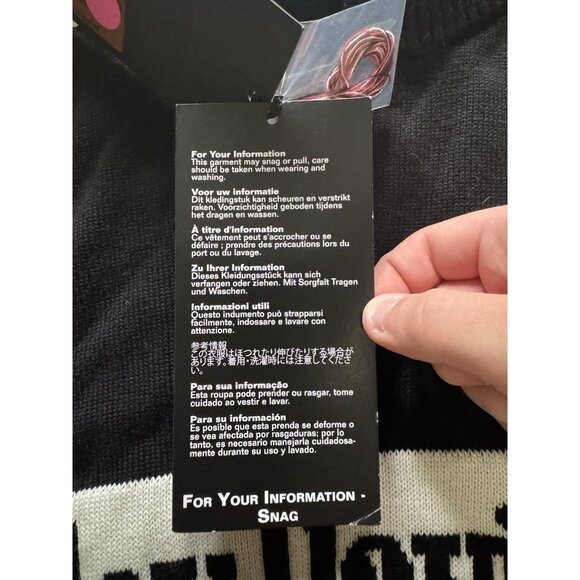 For Your Information
This garment may snag or pull, care
should be taken when wearing and
washing.
Voor uw informatie
Dit kledingstuk kan scheuren en verstrikt
raken. Voorzichtigheid geboden tijdens
het dragen en wassen.
À titre d'information
Ce vêtement peut s'accrocher ou se
défaire ; prendre des précautions lors du
port ou du lavage.
Zu Ihrer Information
Dieses Kleidungsstück kann sich
verfangen oder ziehen. Mit Sorgfalt Tragen
und Waschen.
Informazioni utili
Questo indumento può strapparsi
facilmente, indossare e lavare con
attenzione.
参考情報
この衣服はほつれたり伸びたりする場合が
あります。着用・洗濯時には注意してくださ
い。
Para sua informação
Esta roupa pode prender ou rasgar, tome
cuidado ao vestir e lavar.
Para su información
Es posible que esta prenda se deforme o
se vea afectada por rasgaduras; por lo
tanto, es necesario manejarla cuidadosa-
mente durante su uso y lavado.
For Your Information -
Snag